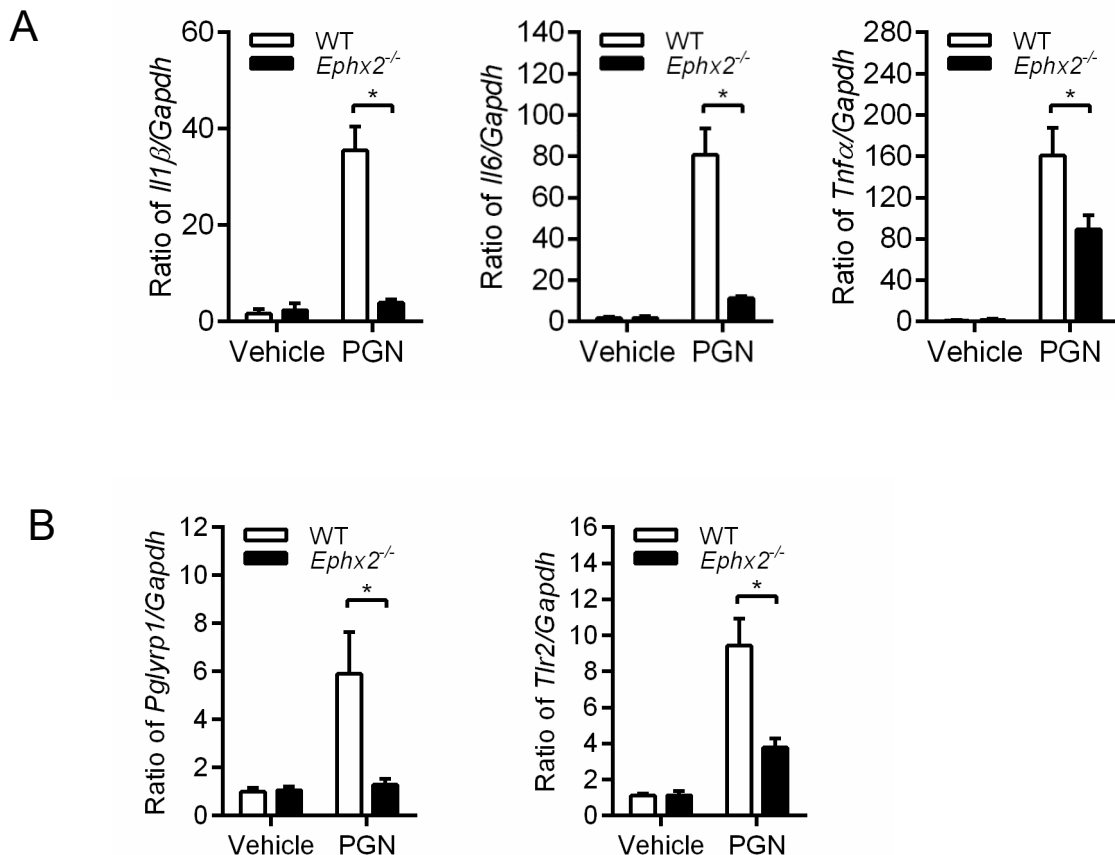 A
Ratio of Il1β/Gapdh
60
40
20
0
WT
Ephx2-/-
*
Vehicle PGN
Ratio of Il6/Gapdh
140
120
100
80
60
40
20
0
WT
Ephx2-/-
*
Vehicle PGN
Ratio of Tnfα/Gapdh
280
240
200
160
120
80
40
0
WT
Ephx2-/-
*
Vehicle PGN
B
Ratio of Pglyrp1/Gapdh
12
10
8
6
4
2
0
WT
Ephx2-/-
*
Vehicle PGN
Ratio of Tlr2/Gapdh
16
14
12
10
8
6
4
2
0
WT
Ephx2-/-
*
Vehicle PGN